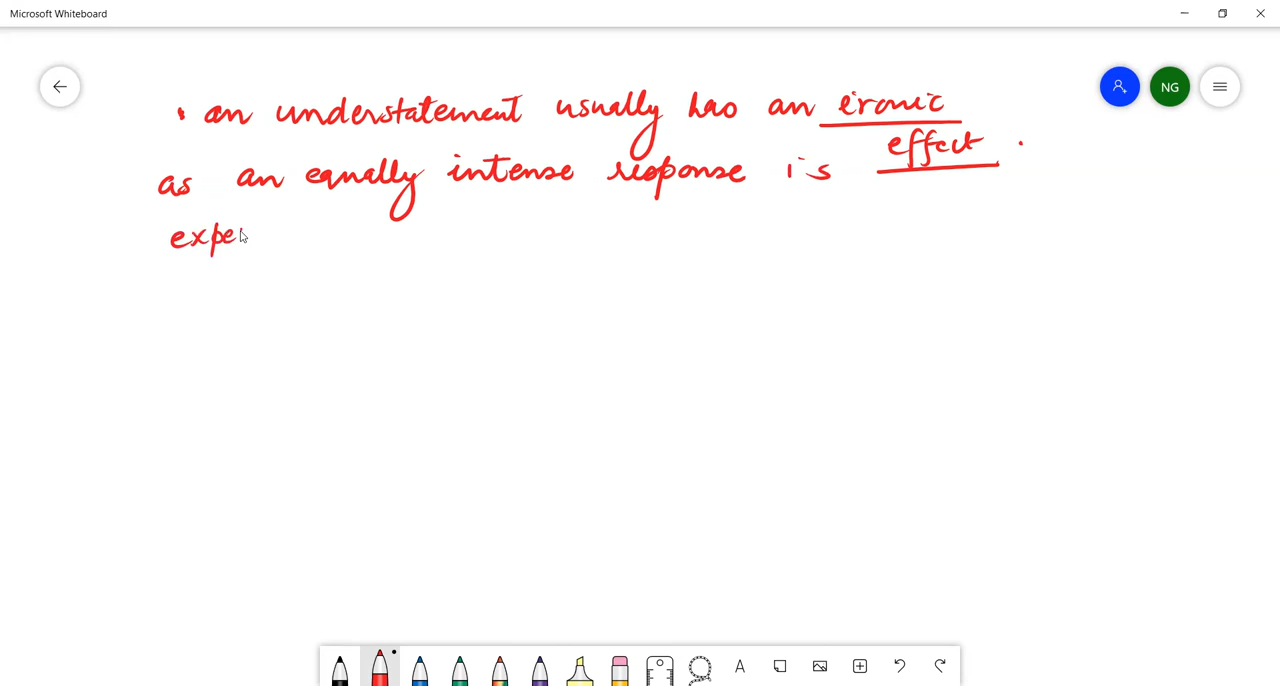 Microsoft Whiteboard
NG
• an understatement usually has an ironic
effect.
as an equally intense response is
expe
A